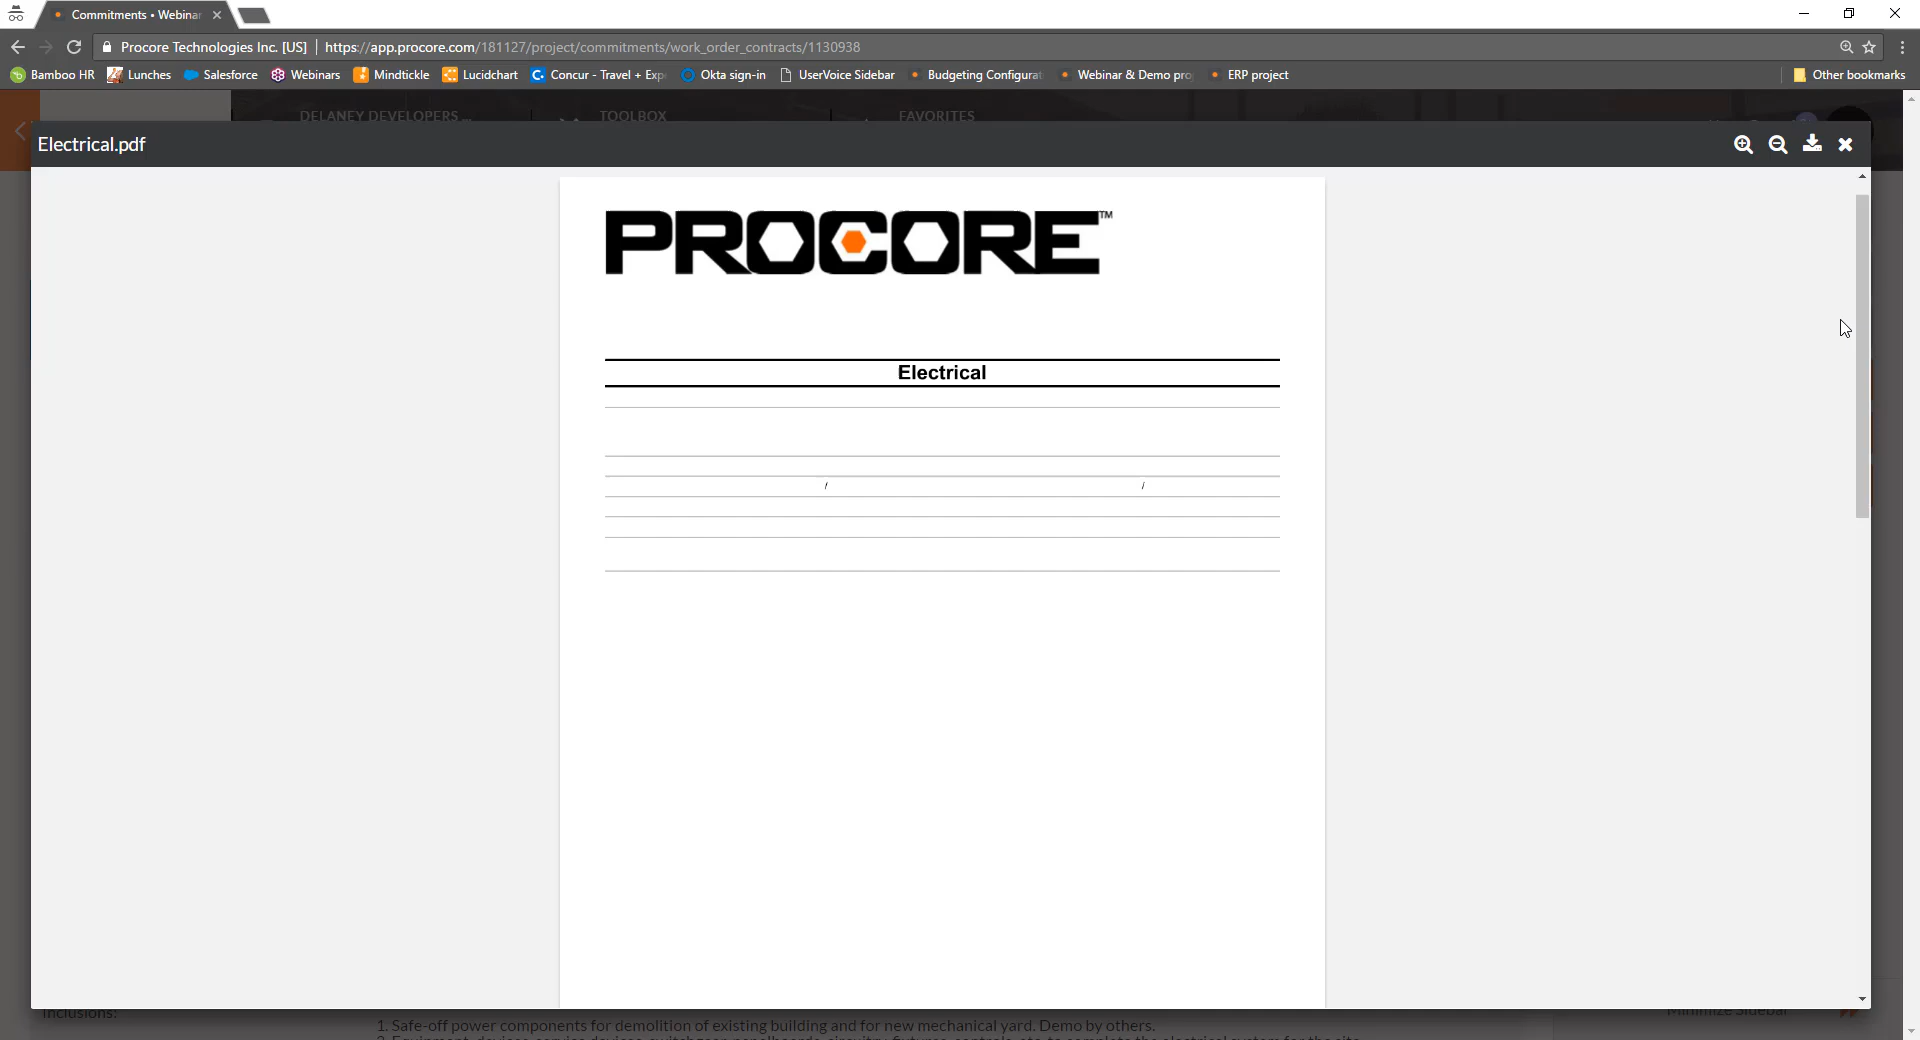 Commitments • Webinar
Procore Technologies Inc. [US] | https://app.procore.com/181127/project/commitments/work_order_contracts/1130938
Bamboo HR Lunches Salesforce Webinars Mindtickle Lucidchart Concur - Travel + Exp Okta sign-in UserVoice Sidebar Budgeting Configurat Webinar & Demo pro ERP project Other bookmarks
DELANEY DEVELOPERS ... TOOLBOX FAVORITES
Electrical.pdf
PROCORE™
Electrical
/ /
Inclusions:
Minimize Sidebar
1. Safe-off power components for demolition of existing building and for new mechanical yard. Demo by others.